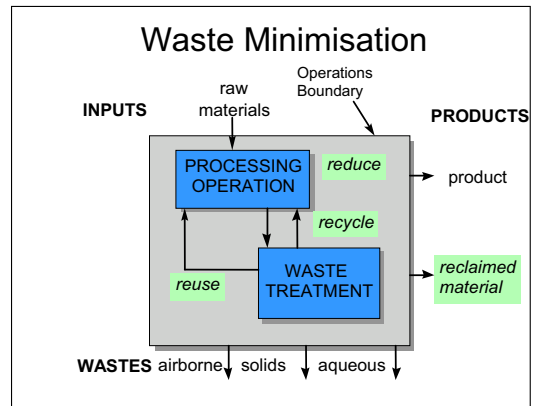 Waste Minimisation
Operations
Boundary
INPUTS
raw
materials
PRODUCTS
PROCESSING
OPERATION
reduce
product
recycle
reuse
WASTE
TREATMENT
reclaimed
material
WASTES airborne solids aqueous